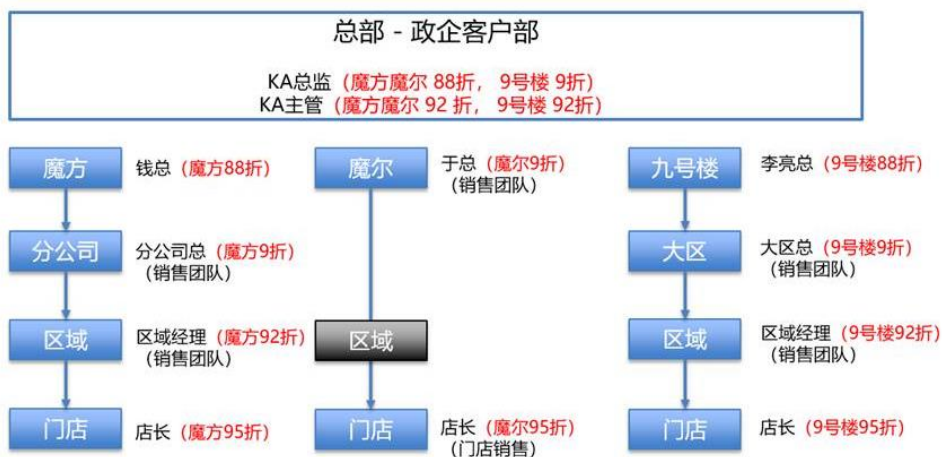 总部 - 政企客户部
KA总监（魔方魔尔 88折， 9号楼 9折）
KA主管（魔方魔尔 92 折， 9号楼 92折）
魔方
钱总（魔方88折）
魔尔
于总（魔尔9折）
（销售团队）
九号楼
李亮总（9号楼88折）
分公司
分公司总（魔方9折）
（销售团队）
大区
大区总（9号楼9折）
（销售团队）
区域
区域经理（魔方92折）
（销售团队）
区域
区域
区域经理（9号楼92折）
（销售团队）
门店
店长（魔方95折）
门店
店长（魔尔95折）
（门店销售）
门店
店长（9号楼95折）